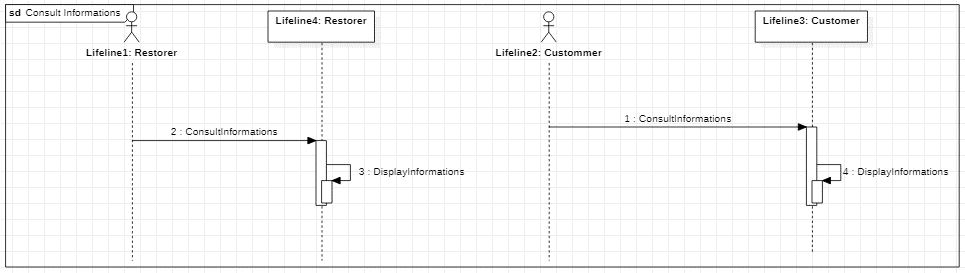 sd Consult Informations
Lifeline4: Restorer
Lifeline3: Customer
Lifeline1: Restorer
Lifeline2: Custommer
1 : ConsultInformations
2 : ConsultInformations
3 : DisplayInformations
4 : DisplayInformations